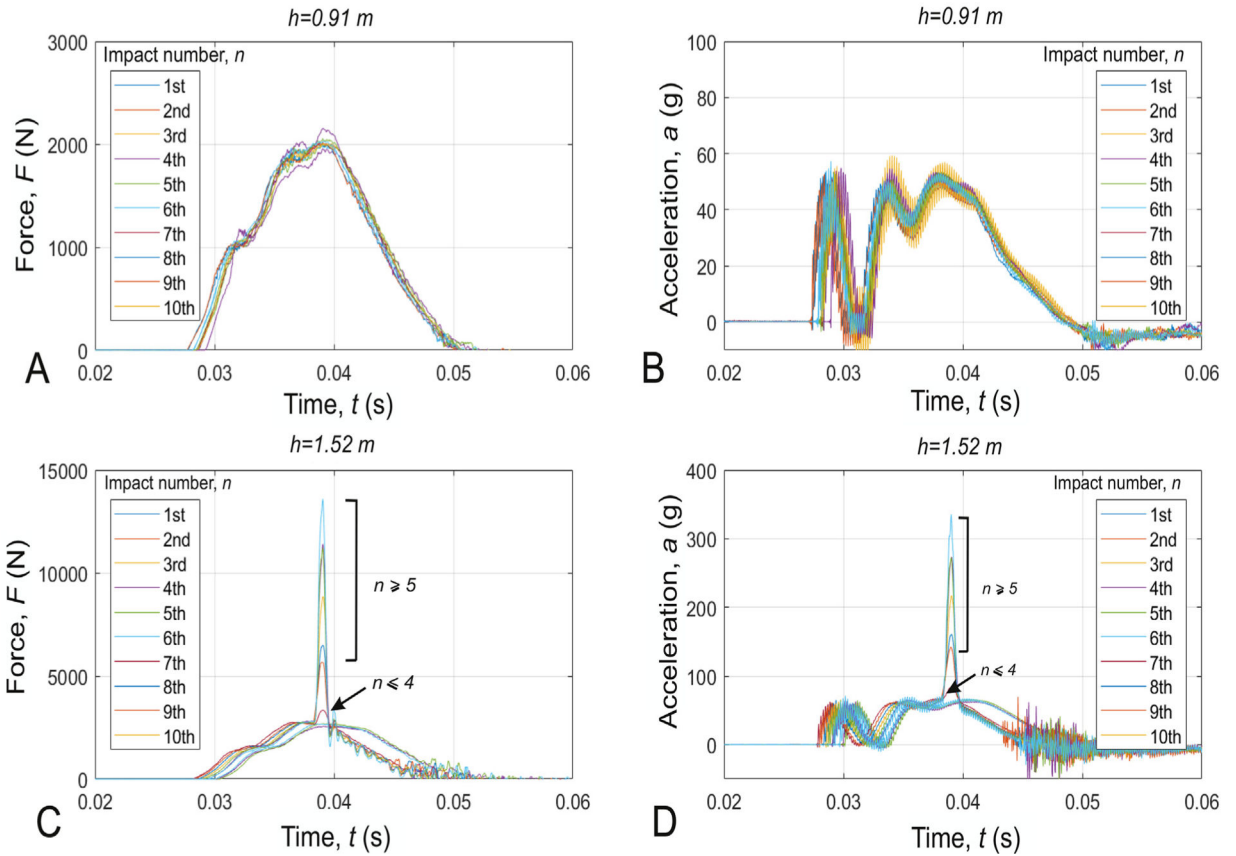 h=0.91 m
3000
2000
1000
0
Force, F (N)
Impact number, n
1st
2nd
3rd
4th
5th
6th
7th
8th
9th
10th
0.02
0.03
0.04
0.05
0.06
Time, t (s)
A
h=0.91 m
100
80
60
40
20
0
Acceleration, a (g)
Impact number, n
1st
2nd
3rd
4th
5th
6th
7th
8th
9th
10th
0.02
0.03
0.04
0.05
0.06
Time, t (s)
B
h=1.52 m
15000
10000
5000
0
Force, F (N)
Impact number, n
1st
2nd
3rd
4th
5th
6th
7th
8th
9th
10th
n ⩾ 5
n ⩽ 4
0.02
0.03
0.04
0.05
0.06
Time, t (s)
C
h=1.52 m
400
300
200
100
0
Acceleration, a (g)
Impact number, n
1st
2nd
3rd
4th
5th
6th
7th
8th
9th
10th
n ⩾ 5
n ⩽ 4
0.02
0.03
0.04
0.05
0.06
Time, t (s)
D